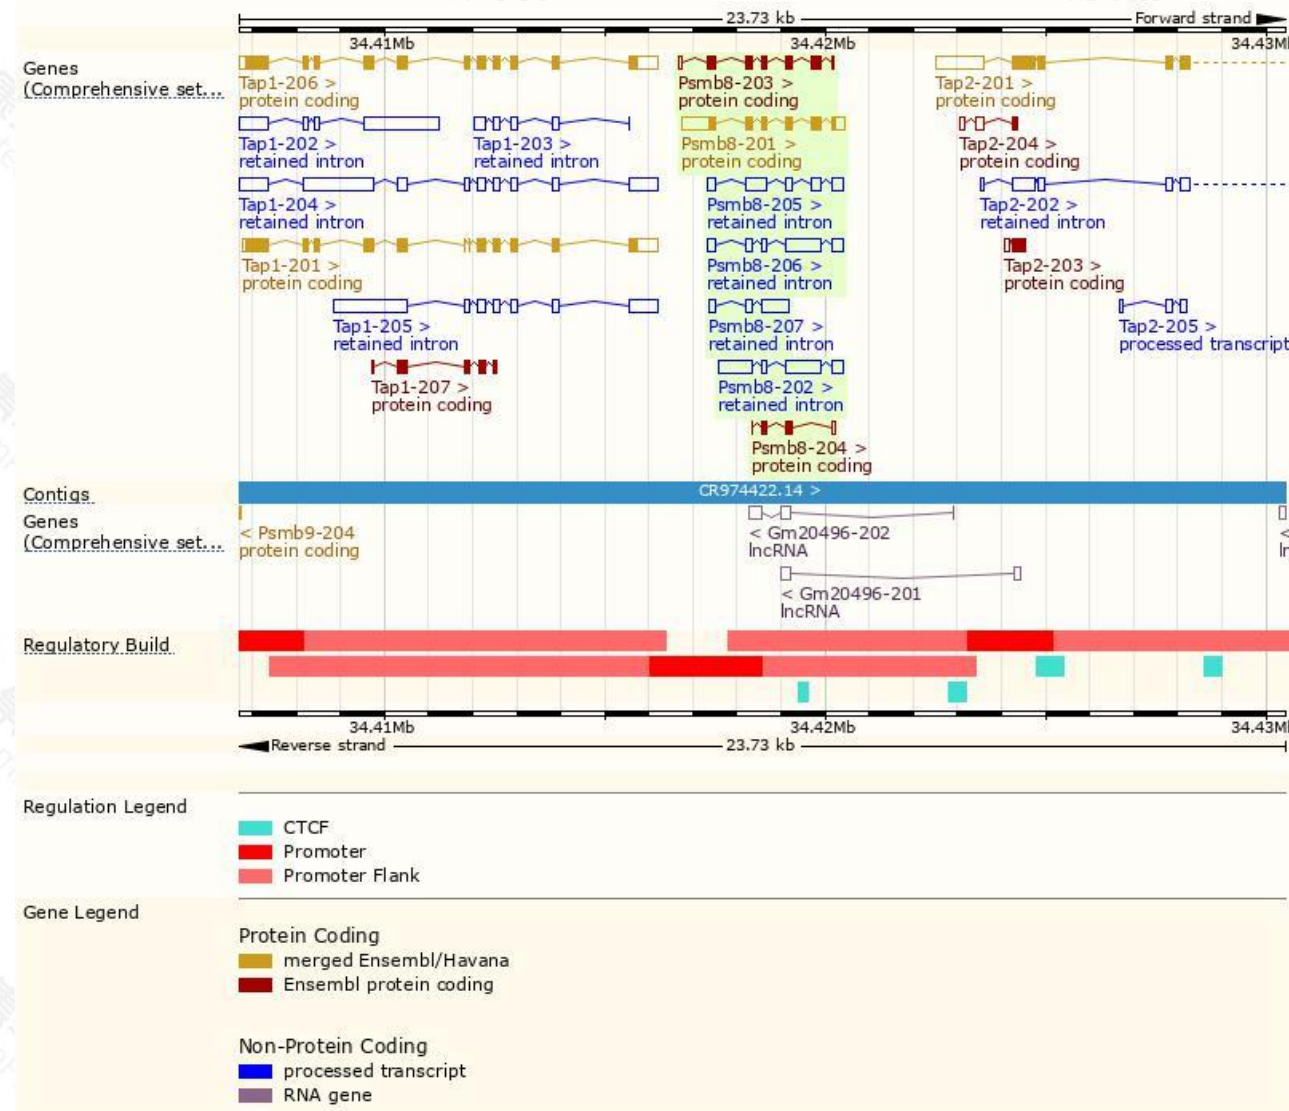 23.73 kb Forward strand
34.41Mb 34.42Mb 34.43Mb
Genes
(Comprehensive set...
Tap1-206 > Psmb8-203 > Tap2-201 >
protein coding protein coding protein coding
Tap1-202 > Tap1-203 > Psmb8-201 > Tap2-204 >
retained intron retained intron protein coding protein coding
Tap1-204 > Psmb8-205 > Tap2-202 >
retained intron retained intron retained intron
Tap1-201 > Psmb8-206 > Tap2-203 >
protein coding retained intron protein coding
Tap1-205 > Psmb8-207 > Tap2-205 >
retained intron retained intron processed transcript
Tap1-207 > Psmb8-202 >
protein coding retained intron
Psmb8-204 >
protein coding
Contigs CR974422.14 >
Genes
(Comprehensive set...
< Psmb9-204 < Gm20496-202 <
protein coding lncRNA
< Gm20496-201
lncRNA
Regulatory Build
34.41Mb 34.42Mb 34.43Mb
Reverse strand 23.73 kb
Regulation Legend
CTCF
Promoter
Promoter Flank
Gene Legend
Protein Coding
merged Ensembl/Havana
Ensembl protein coding
Non-Protein Coding
processed transcript
RNA gene